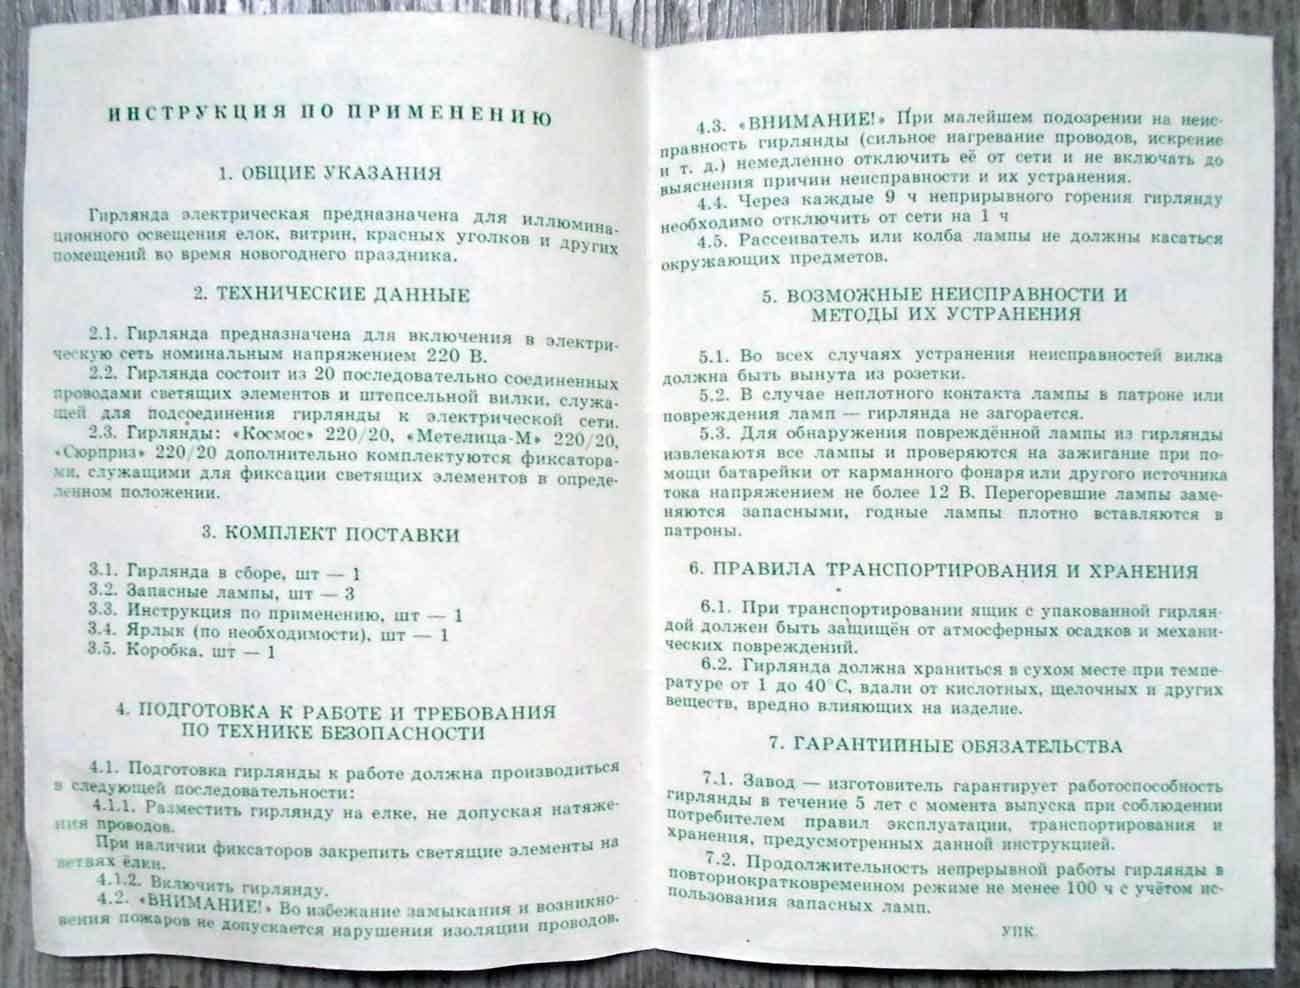 ИНСТРУКЦИЯ ПО ПРИМЕНЕНИЮ
1. ОБЩИЕ УКАЗАНИЯ
Гирлянда электрическая предназначена для иллюмина-
ционного освещения елок, витрин, красных уголков и других
помещений во время новогоднего праздника.
2. ТЕХНИЧЕСКИЕ ДАННЫЕ
2.1. Гирлянда предназначена для включения в электри-
ческую сеть номинальным напряжением 220 В.
2.2. Гирлянда состоит из 20 последовательно соединенных
проводами светящих элементов и штепсельной вилки, служа-
щей для подсоединения гирлянды к электрической сети.
2.3. Гирлянды: «Космос» 220/20, «Метелица-М» 220/20,
«Сюрприз» 220/20 дополнительно комплектуются фиксатора-
ми, служащими для фиксации светящих элементов в опреде-
ленном положении.
3. КОМПЛЕКТ ПОСТАВКИ
3.1. Гирлянда в сборе, шт — 1
3.2. Запасные лампы, шт — 3
3.3. Инструкция по применению, шт — 1
3.4. Ярлык (по необходимости), шт — 1
3.5. Коробка, шт — 1
4. ПОДГОТОВКА К РАБОТЕ И ТРЕБОВАНИЯ
ПО ТЕХНИКЕ БЕЗОПАСНОСТИ
4.1. Подготовка гирлянды к работе должна производиться
в следующей последовательности:
4.1.1. Разместить гирлянду на елке, не допуская натяже-
ния проводов.
При наличии фиксаторов закрепить светящие элементы на
ветвях ёлки.
4.1.2. Включить гирлянду.
4.2. «ВНИМАНИЕ!» Во избежание замыкания и возникно-
вения пожаров не допускается нарушения изоляции проводов.
4.3. «ВНИМАНИЕ!» При малейшем подозрении на неис-
правность гирлянды (сильное нагревание проводов, искрение
и т. д.) немедленно отключить её от сети и не включать до
выяснения причин неисправности и их устранения.
4.4. Через каждые 9 ч неприрывного горения гирлянду
необходимо отключить от сети на 1 ч
4.5. Рассеиватель или колба лампы не должны касаться
окружающих предметов.
5. ВОЗМОЖНЫЕ НЕИСПРАВНОСТИ И
МЕТОДЫ ИХ УСТРАНЕНИЯ
5.1. Во всех случаях устранения неисправностей вилка
должна быть вынута из розетки.
5.2. В случае неплотного контакта лампы в патроне или
повреждения ламп — гирлянда не загорается.
5.3. Для обнаружения повреждённой лампы из гирлянды
извлекаютя все лампы и проверяются на зажигание при по-
мощи батарейки от карманного фонаря или другого источника
тока напряжением не более 12 В. Перегоревшие лампы заме-
няются запасными, годные лампы плотно вставляются в
патроны.
6. ПРАВИЛА ТРАНСПОРТИРОВАНИЯ И ХРАНЕНИЯ
6.1. При транспортировании ящик с упакованной гирлян-
дой должен быть защищён от атмосферных осадков и механи-
ческих повреждений.
6.2. Гирлянда должна храниться в сухом месте при темпе-
ратуре от 1 до 40°С, вдали от кислотных, щелочных и других
веществ, вредно влияющих на изделие.
7. ГАРАНТИЙНЫЕ ОБЯЗАТЕЛЬСТВА
7.1. Завод — изготовитель гарантирует работоспособность
гирлянды в течение 5 лет с момента выпуска при соблюдении
потребителем правил эксплуатации, транспортирования и
хранения, предусмотренных данной инструкцией.
7.2. Продолжительность непрерывной работы гирлянды в
повторнократковременном режиме не менее 100 ч с учётом ис-
пользования запасных ламп.
УПК